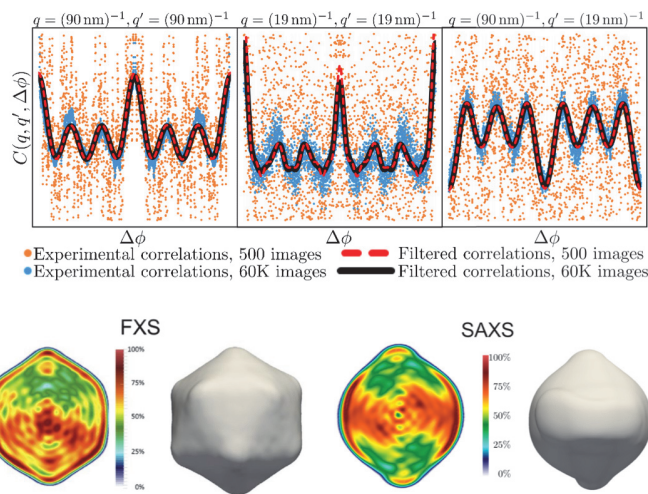 q = (90 nm)⁻¹, q′ = (90 nm)⁻¹ q = (19 nm)⁻¹, q′ = (19 nm)⁻¹ q = (90 nm)⁻¹, q′ = (19 nm)⁻¹
C(q, q′, Δϕ)
Δϕ Δϕ Δϕ
Experimental correlations, 500 images Filtered correlations, 500 images
Experimental correlations, 60K images Filtered correlations, 60K images
FXS SAXS
100% 100%
75% 75%
50% 50%
25% 25%
0% 0%